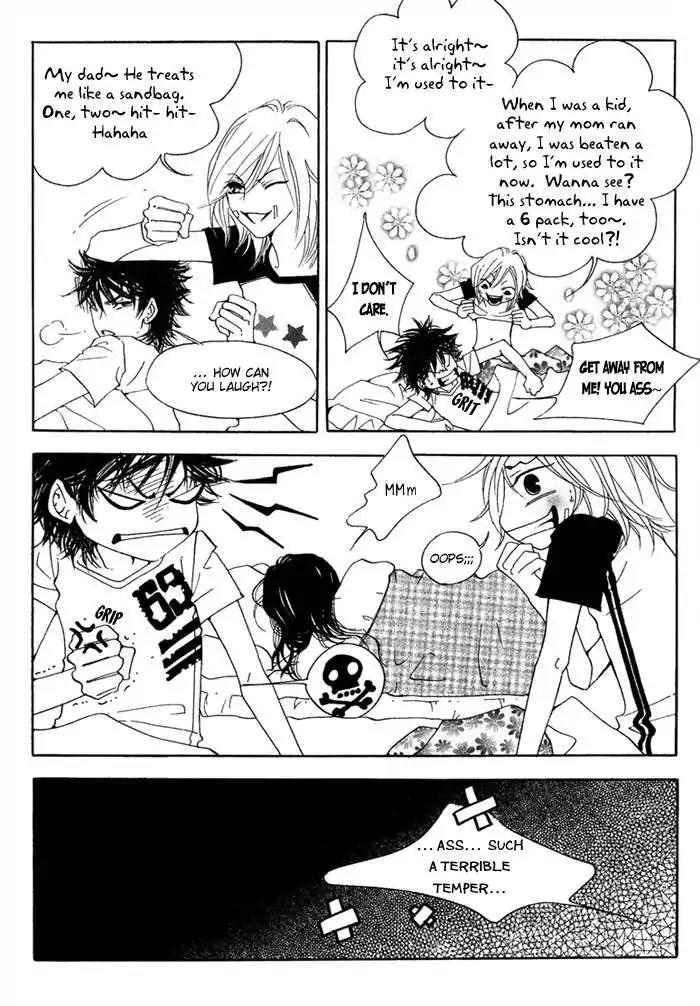 My dad~ He treats
me like a sandbag.
One, two~ hit- hit-
Hahaha
... HOW CAN
YOU LAUGH?!
It's alright~
it's alright~
I'm used to it-
When I was a kid,
after my mom ran
away, I was beaten
a lot, so I'm used to it
now. Wanna see?
This stomach... I have
a 6 pack, too~.
Isn't it cool?!
I DON'T
CARE.
GRIT
GET AWAY FROM
ME! YOU ASS~
MMm
OOPS;;;
GRIP
63
...ASS... SUCH
A TERRIBLE
TEMPER...